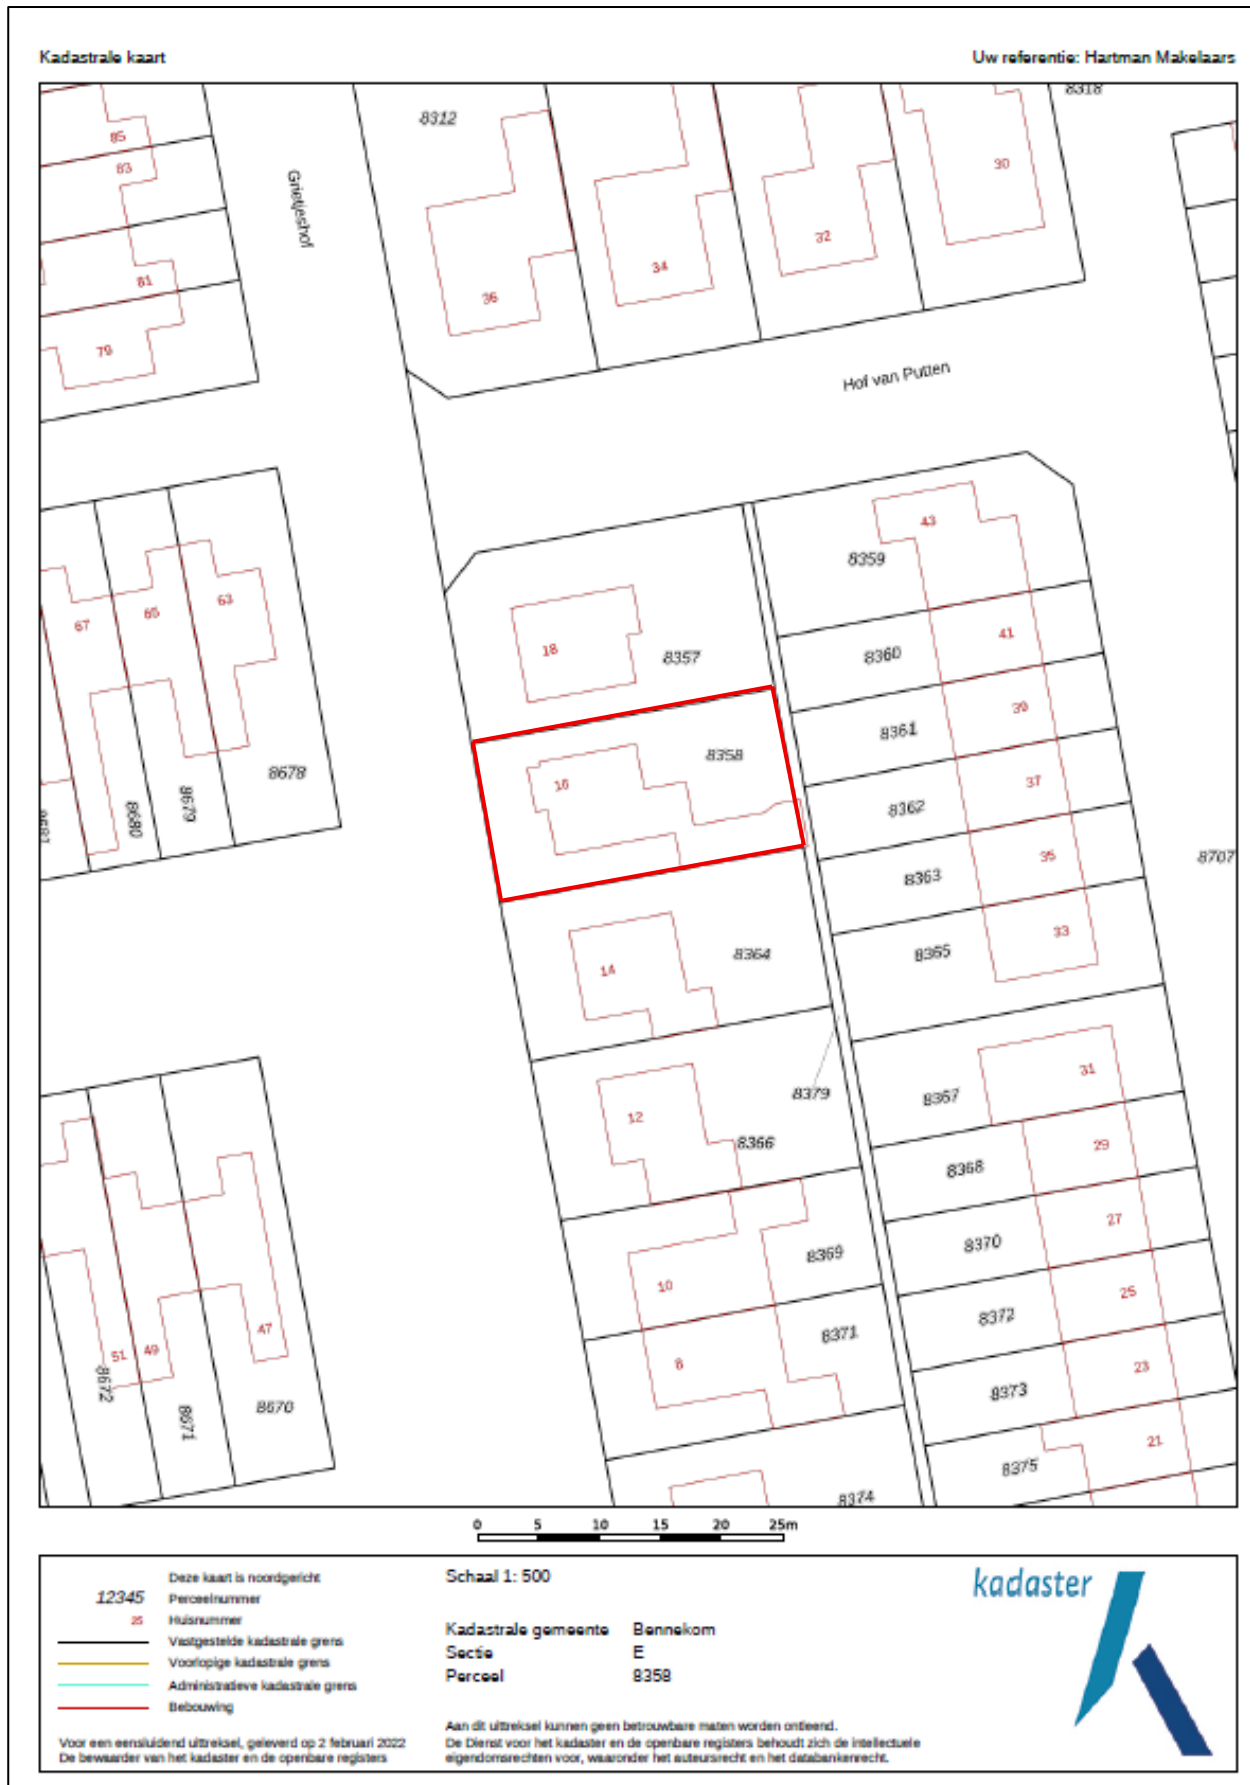 Kadastrale kaart
Uw referentie: Hartman Makelaars
8312
8318
85
83
81
79
Grietjeshof
36
34
32
30
Hof van Putten
67
65
63
8678
8679
8680
18
8357
43
8359
8360
41
8361
39
16
8358
8362
37
8363
35
8707
8365
33
14
8364
8379
12
8366
8367
31
8368
29
8370
27
10
8369
8372
25
8
8371
8373
23
8375
21
8374
51
49
47
8672
8671
8670
0 5 10 15 20 25m
Deze kaart is noordgericht
12345 Perceelnummer
25 Huisnummer
Vastgestelde kadastrale grens
Voorlopige kadastrale grens
Administratieve kadastrale grens
Bebouwing
Voor een eensluidend uittreksel, geleverd op 2 februari 2022
De bewaarder van het kadaster en de openbare registers
Schaal 1: 500
Kadastrale gemeente Bennekom
Sectie E
Perceel 8358
Aan dit uittreksel kunnen geen betrouwbare maten worden ontleend.
De Dienst voor het kadaster en de openbare registers behoudt zich de intellectuele
eigendomsrechten voor, waaronder het auteursrecht en het databankenrecht.
kadaster